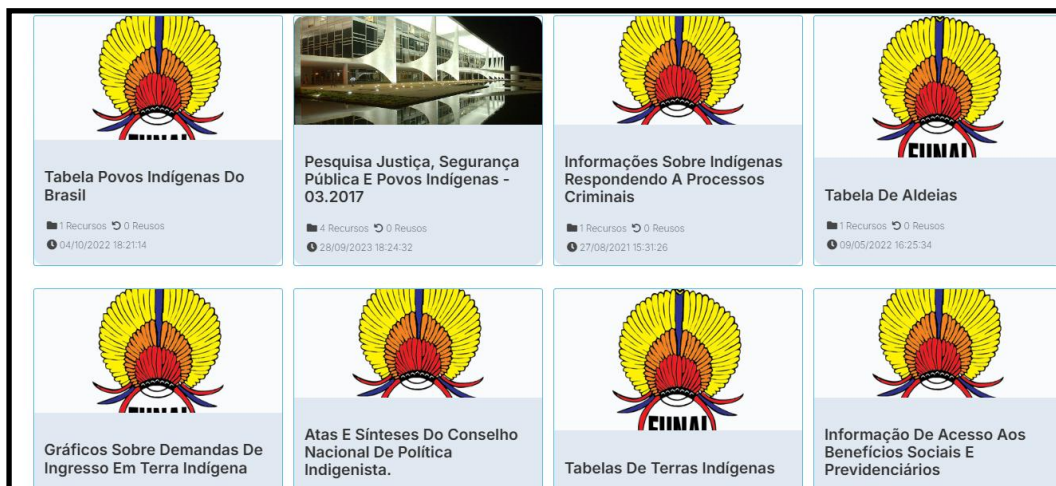 FUNAI
Tabela Povos Indígenas Do
Brasil
1 Recursos 0 Reusos
04/10/2022 18:21:14
Pesquisa Justiça, Segurança
Pública E Povos Indígenas -
03.2017
4 Recursos 0 Reusos
28/09/2023 18:24:32
Informações Sobre Indígenas
Respondendo A Processos
Criminais
1 Recursos 0 Reusos
27/08/2021 15:31:26
FUNAI
Tabela De Aldeias
1 Recursos 0 Reusos
09/05/2022 16:25:34
Gráficos Sobre Demandas De
Ingresso Em Terra Indígena
Atas E Sínteses Do Conselho
Nacional De Política
Indigenista.
FUNAI
Tabelas De Terras Indígenas
Informação De Acesso Aos
Benefícios Sociais E
Previdenciários